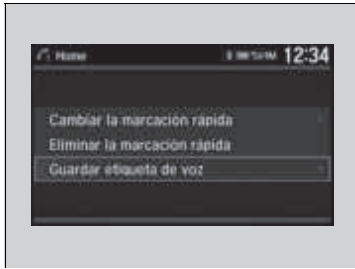 Home 12:34
Cambiar la marcación rápida
Eliminar la marcación rápida
Guardar etiqueta de voz